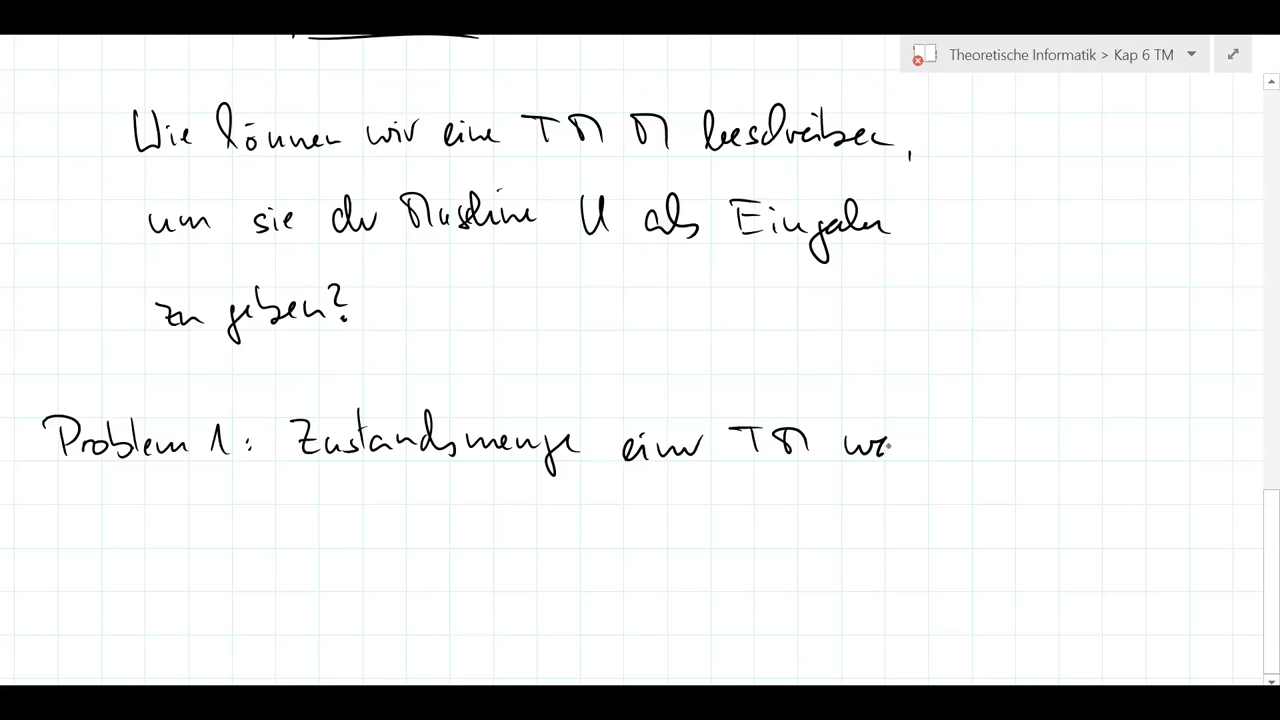 Theoretische Informatik > Kap 6 TM
Wie können wir eine TM M beschreiben,
um sie der Maschine U als Eingabe
zu geben?
Problem 1: Zustandsmenge einer TM we